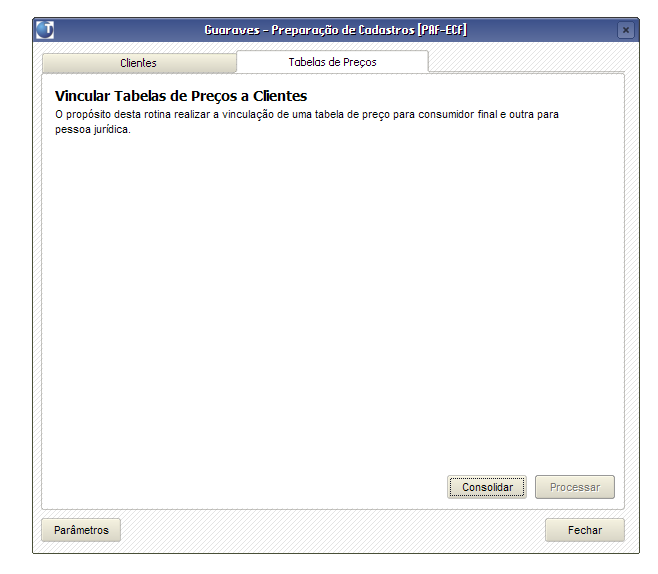 Guaraves - Preparação de Cadastros [PAF-ECF]
Clientes
Tabelas de Preços
Vincular Tabelas de Preços a Clientes
O propósito desta rotina realizar a vinculação de uma tabela de preço para consumidor final e outra para
pessoa jurídica.
Consolidar
Processar
Parâmetros
Fechar